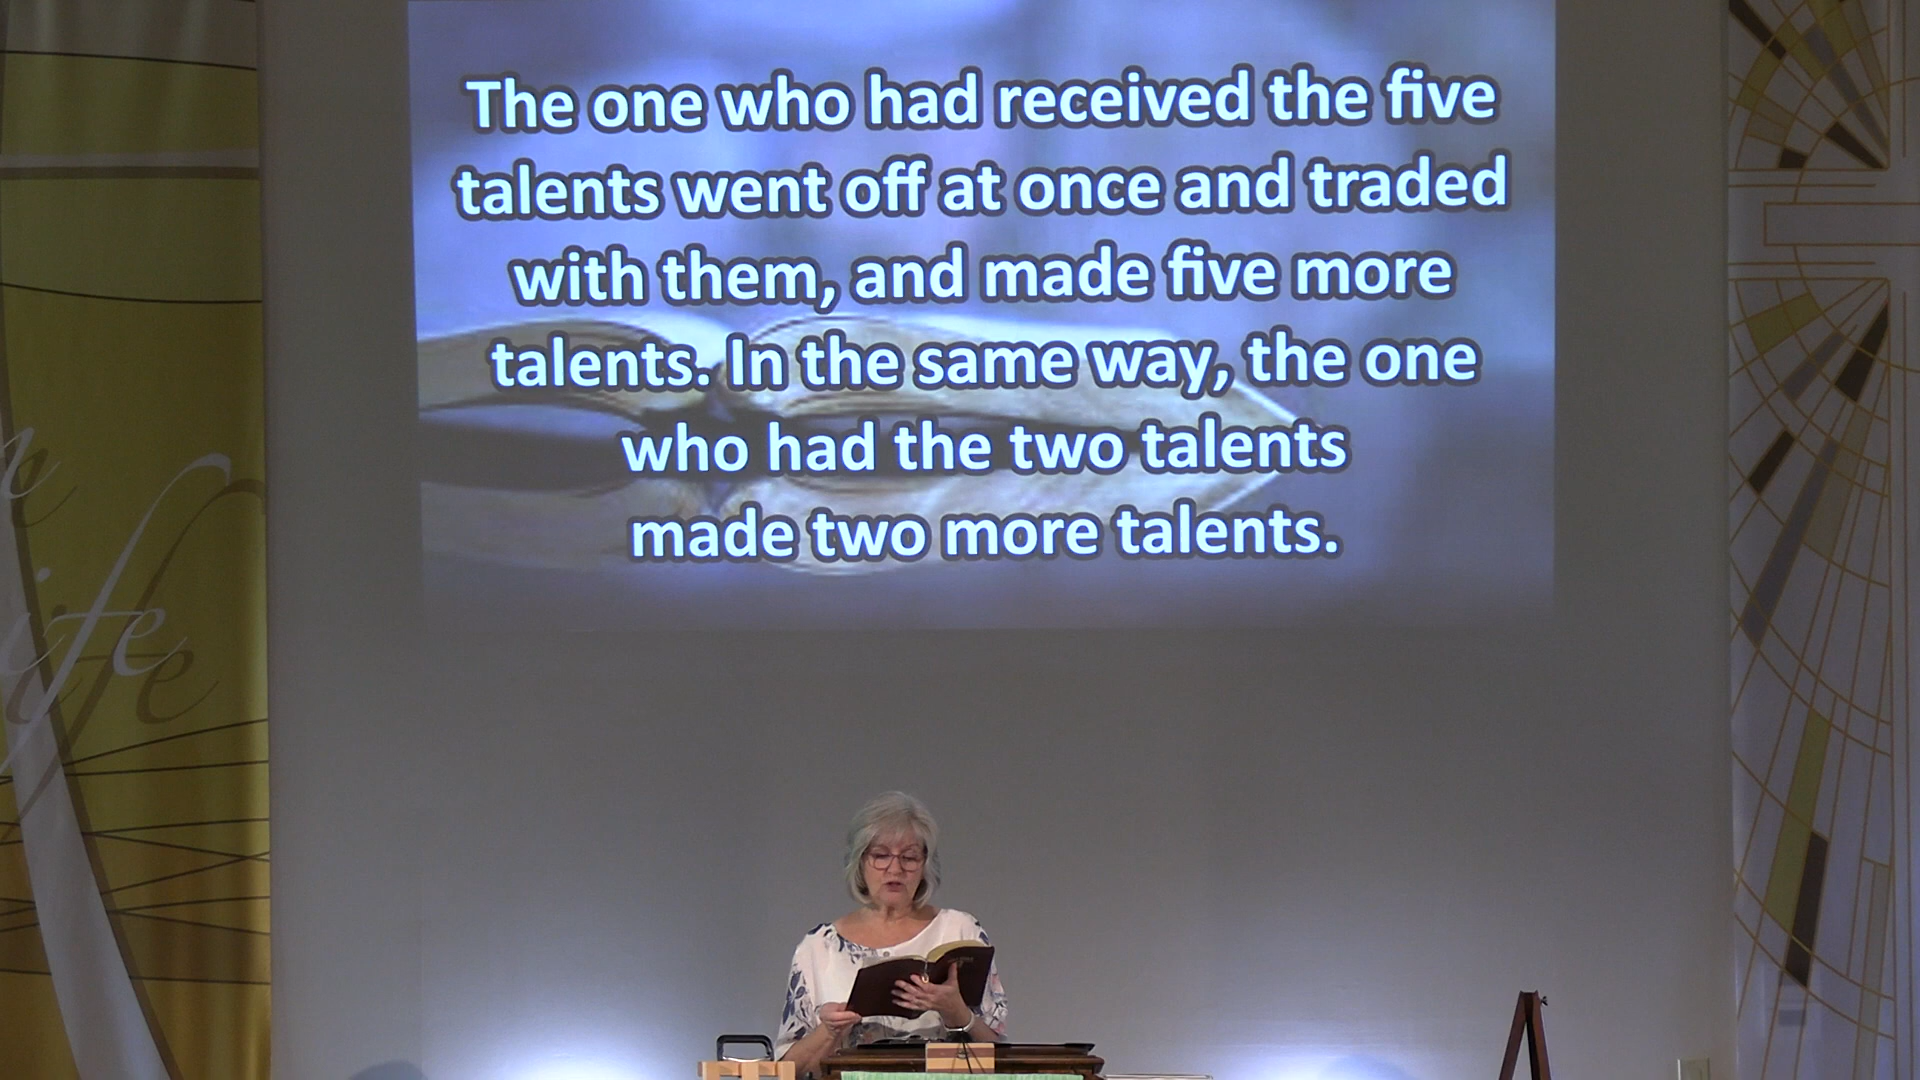 The one who had received the five
talents went off at once and traded
with them, and made five more
talents. In the same way, the one
who had the two talents
made two more talents.
ife